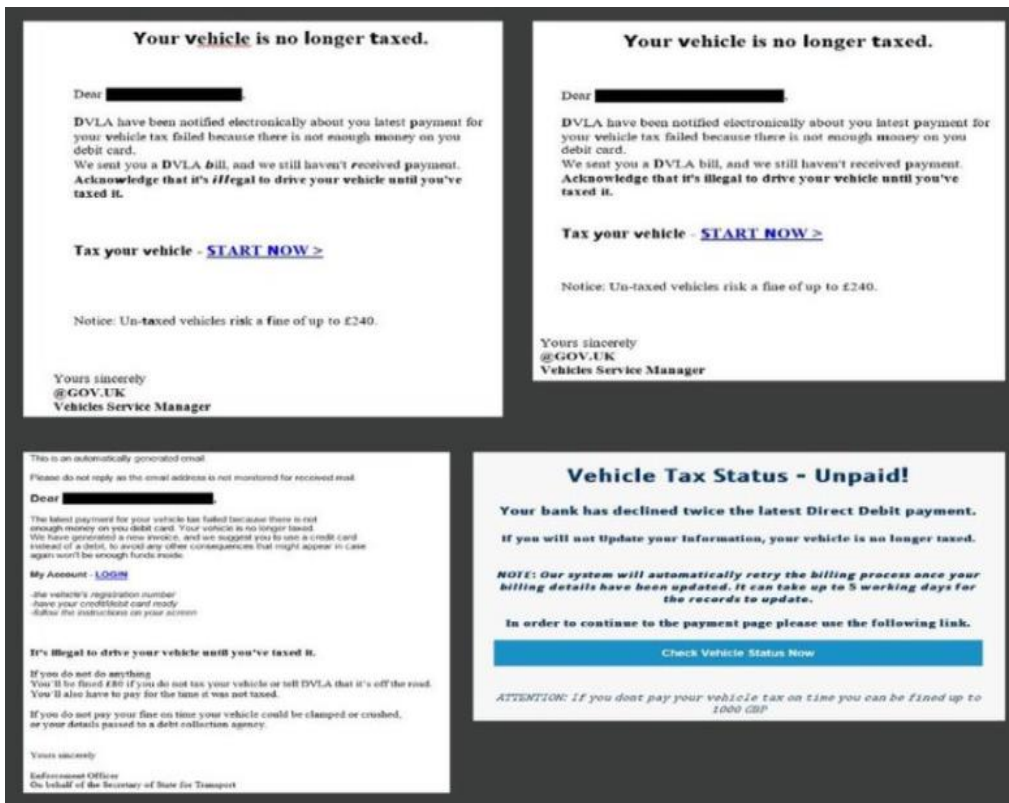 Your vehicle is no longer taxed.
Dear
DVLA have been notified electronically about you latest payment for
your vehicle tax failed because there is not enough money on you
debit card.
We sent you a DVLA bill, and we still haven't received payment.
Acknowledge that it's illegal to drive your vehicle until you've
taxed it.
Tax your vehicle - START NOW >
Notice: Un-taxed vehicles risk a fine of up to £240.
Yours sincerely
@GOV.UK
Vehicles Service Manager
Your vehicle is no longer taxed.
Dear
DVLA have been notified electronically about you latest payment for
your vehicle tax failed because there is not enough money on you
debit card.
We sent you a DVLA bill, and we still haven't received payment.
Acknowledge that it's illegal to drive your vehicle until you've
taxed it.
Tax your vehicle - START NOW >
Notice: Un-taxed vehicles risk a fine of up to £240.
Yours sincerely
@GOV.UK
Vehicles Service Manager
This is an automatically generated email
Please do not reply as the email address is not monitored for received mail
Dear
The latest payment for your vehicle tax failed because there is not
enough money on you debit card. Your vehicle is no longer taxed.
We have generated a new invoice, and we suggest you to use a credit card
instead of a debit, to avoid any other consequences that might appear in case
again won't be enough funds inside
My Account - LOGIN
-the vehicle's registration number
-have your credit/debit card ready
-follow the instructions on your screen
It's illegal to drive your vehicle until you've taxed it.
If you do not do anything
You'll be fined £80 if you do not tax your vehicle or tell DVLA that it's off the road.
You'll also have to pay for the time it was not taxed.
If you do not pay your fine on time your vehicle could be clamped or crushed,
or your details passed to a debt collection agency.
Yours sincerely
Enforcement Officer
On behalf of the Secretary of State for Transport
Vehicle Tax Status - Unpaid!
Your bank has declined twice the latest Direct Debit payment.
If you will not Update your Information, your vehicle is no longer taxed.
NOTE: Our system will automatically retry the billing process once your
billing details have been updated. It can take up to 5 working days for
the records to update.
In order to continue to the payment page please use the following link.
Check Vehicle Status Now
ATTENTION: If you dont pay your vehicle tax on time you can be fined up to
1000 GBP